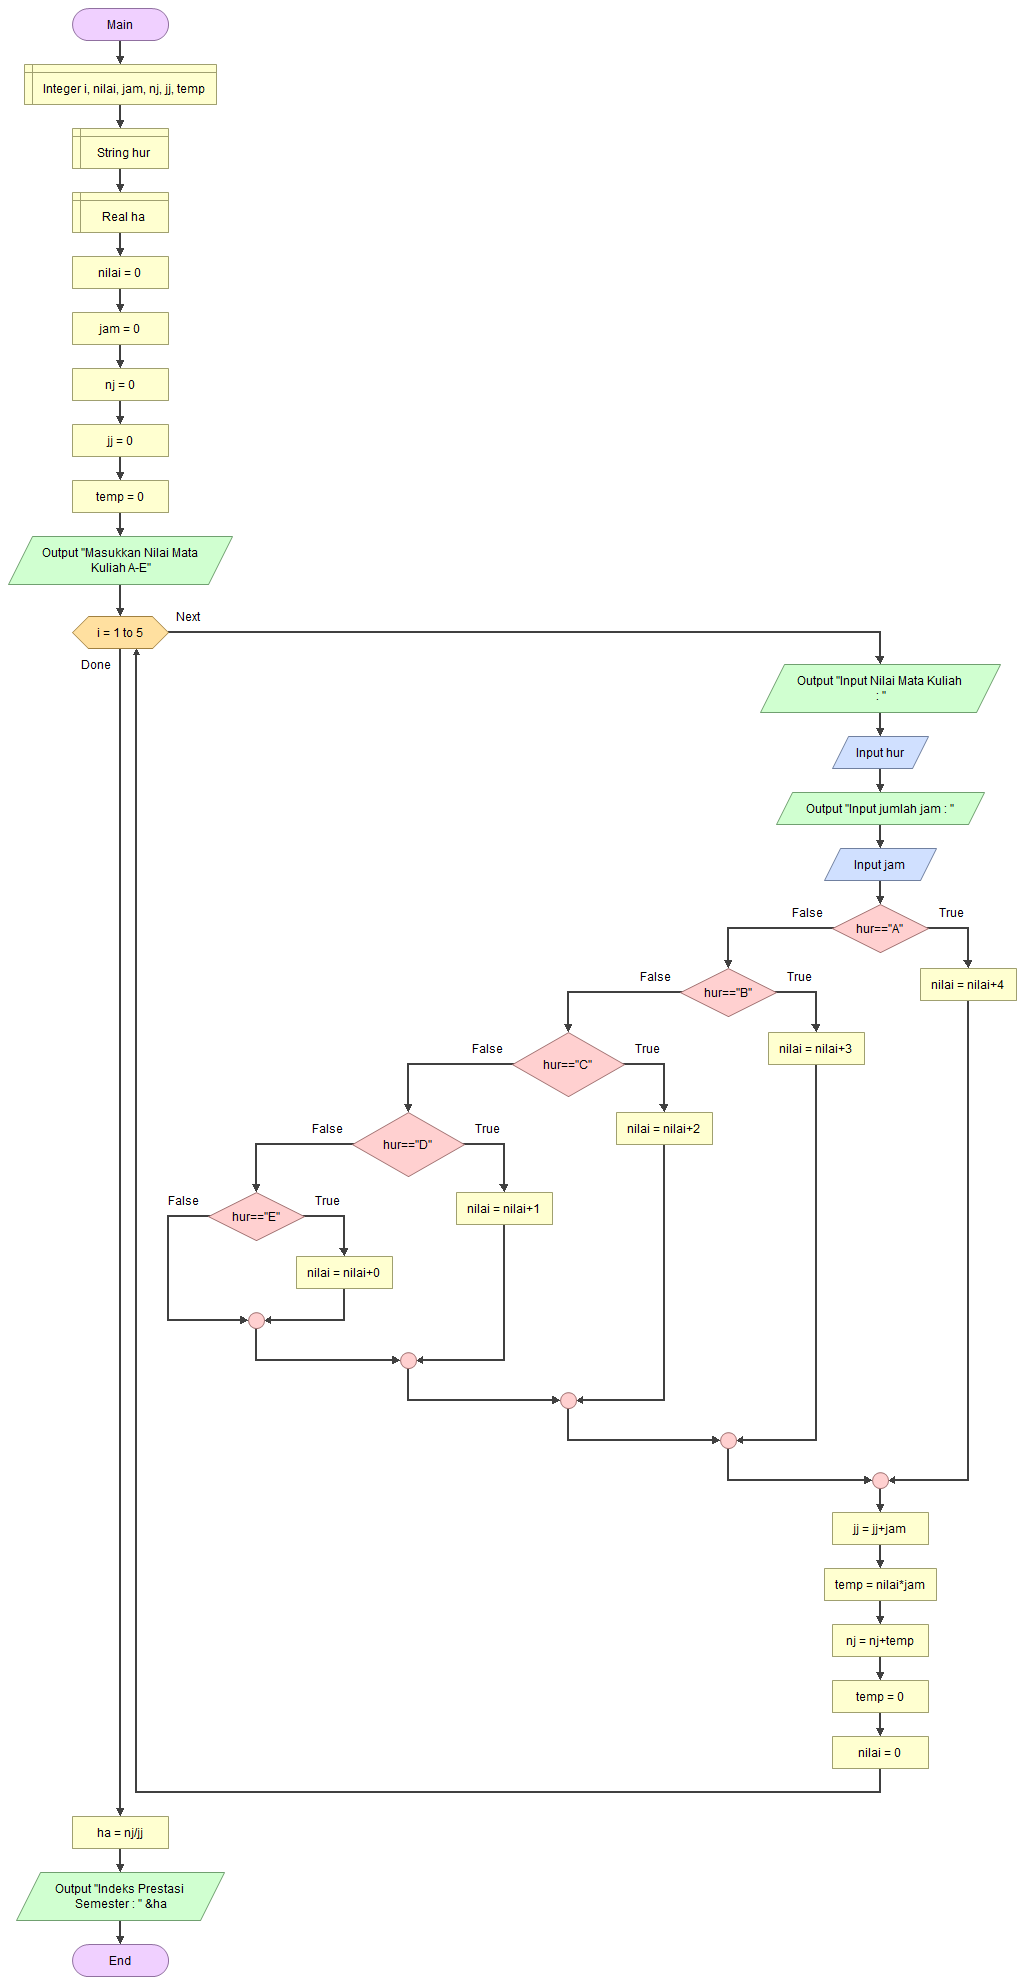 Main
Integer i, nilai, jam, nj, jj, temp
String hur
Real ha
nilai = 0
jam = 0
nj = 0
jj = 0
temp = 0
Output "Masukkan Nilai Mata
Kuliah A-E"
i = 1 to 5
Next
Done
Output "Input Nilai Mata Kuliah
: "
Input hur
Output "Input jumlah jam : "
Input jam
hur=="A"
False
True
nilai = nilai+4
hur=="B"
False
True
nilai = nilai+3
hur=="C"
False
True
nilai = nilai+2
hur=="D"
False
True
nilai = nilai+1
hur=="E"
False
True
nilai = nilai+0
jj = jj+jam
temp = nilai*jam
nj = nj+temp
temp = 0
nilai = 0
ha = nj/jj
Output "Indeks Prestasi
Semester : " &ha
End